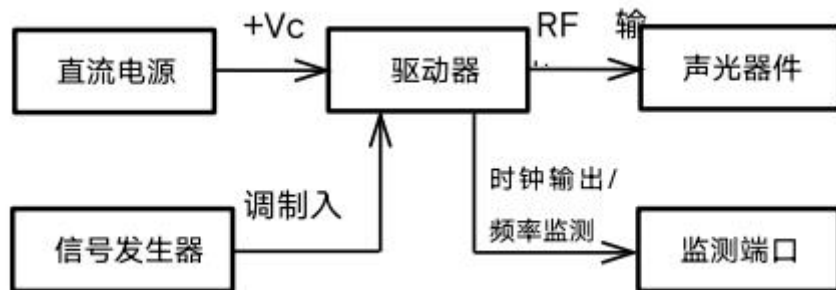 +Vc
RF 输
直流电源
驱动器
声光器件
调制入
时钟输出/
频率监测
信号发生器
监测端口